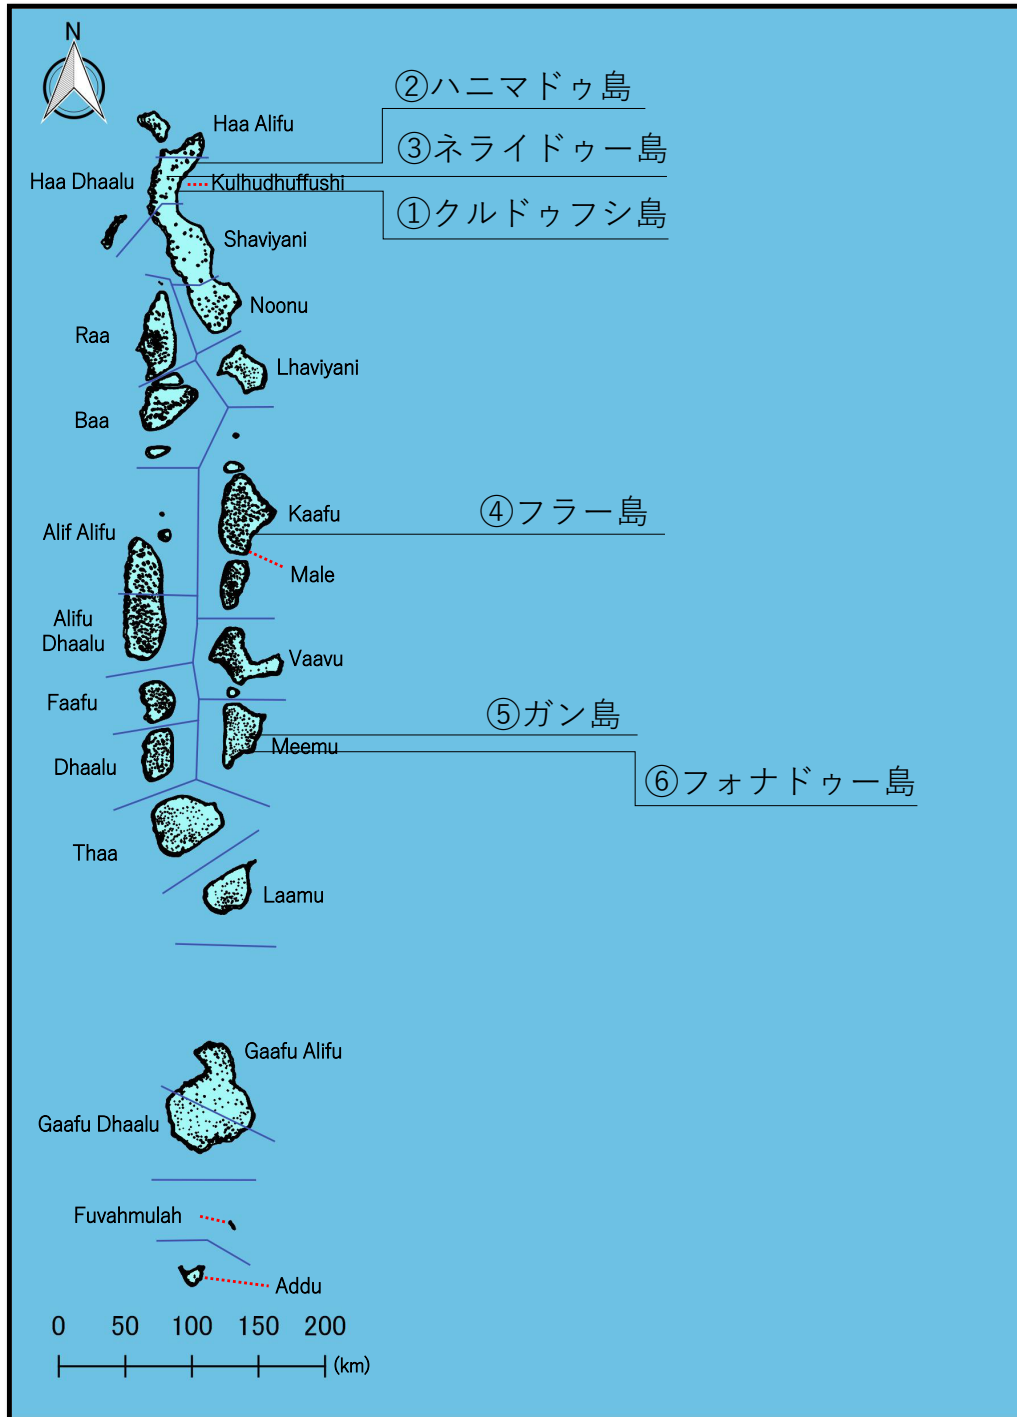 N
②ハニマドゥ島
Haa Alifu
③ネライドゥー島
Haa Dhaalu
Kulhudhuffushi
①クルドゥフシ島
Shaviyani
Noonu
Raa
Lhaviyani
Baa
Kaafu
④フラー島
Alif Alifu
Male
Alifu
Dhaalu
Vaavu
Faafu
⑤ガン島
Meemu
Dhaalu
⑥フォナドゥー島
Thaa
Laamu
Gaafu Alifu
Gaafu Dhaalu
Fuvahmulah
Addu
0 50 100 150 200
(km)